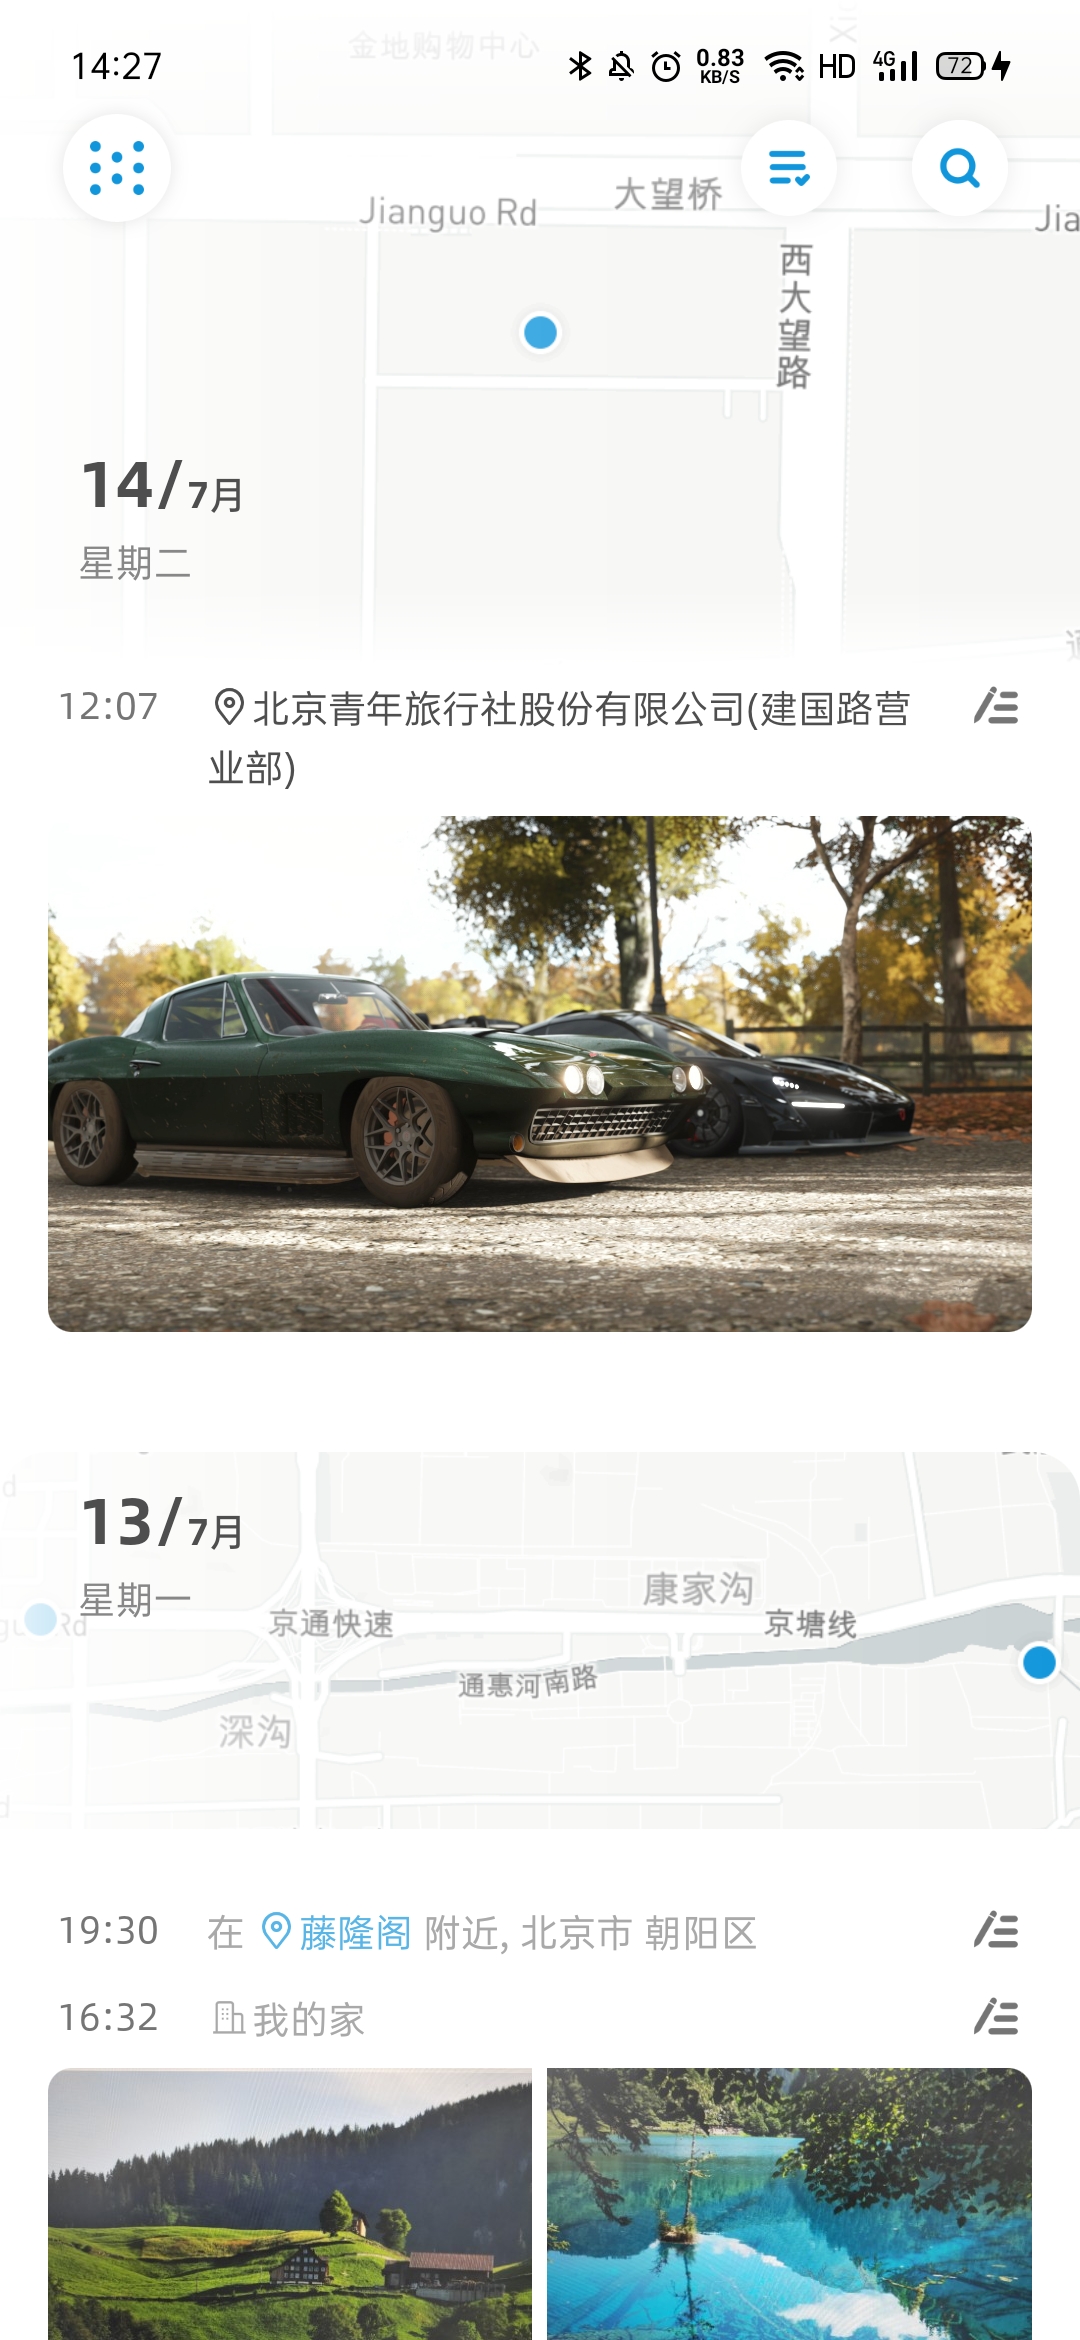 金地购物中心
14:27
0.83
KB/S
HD
4G
72
大望桥
Jianguo Rd
Jia
西大望路
14/7月
星期二
12:07
北京青年旅行社股份有限公司(建国路营
业部)
13/7月
星期一
康家沟
京通快速
京塘线
Rd
通惠河南路
深沟
19:30
在 藤隆阁 附近, 北京市 朝阳区
16:32
我的家